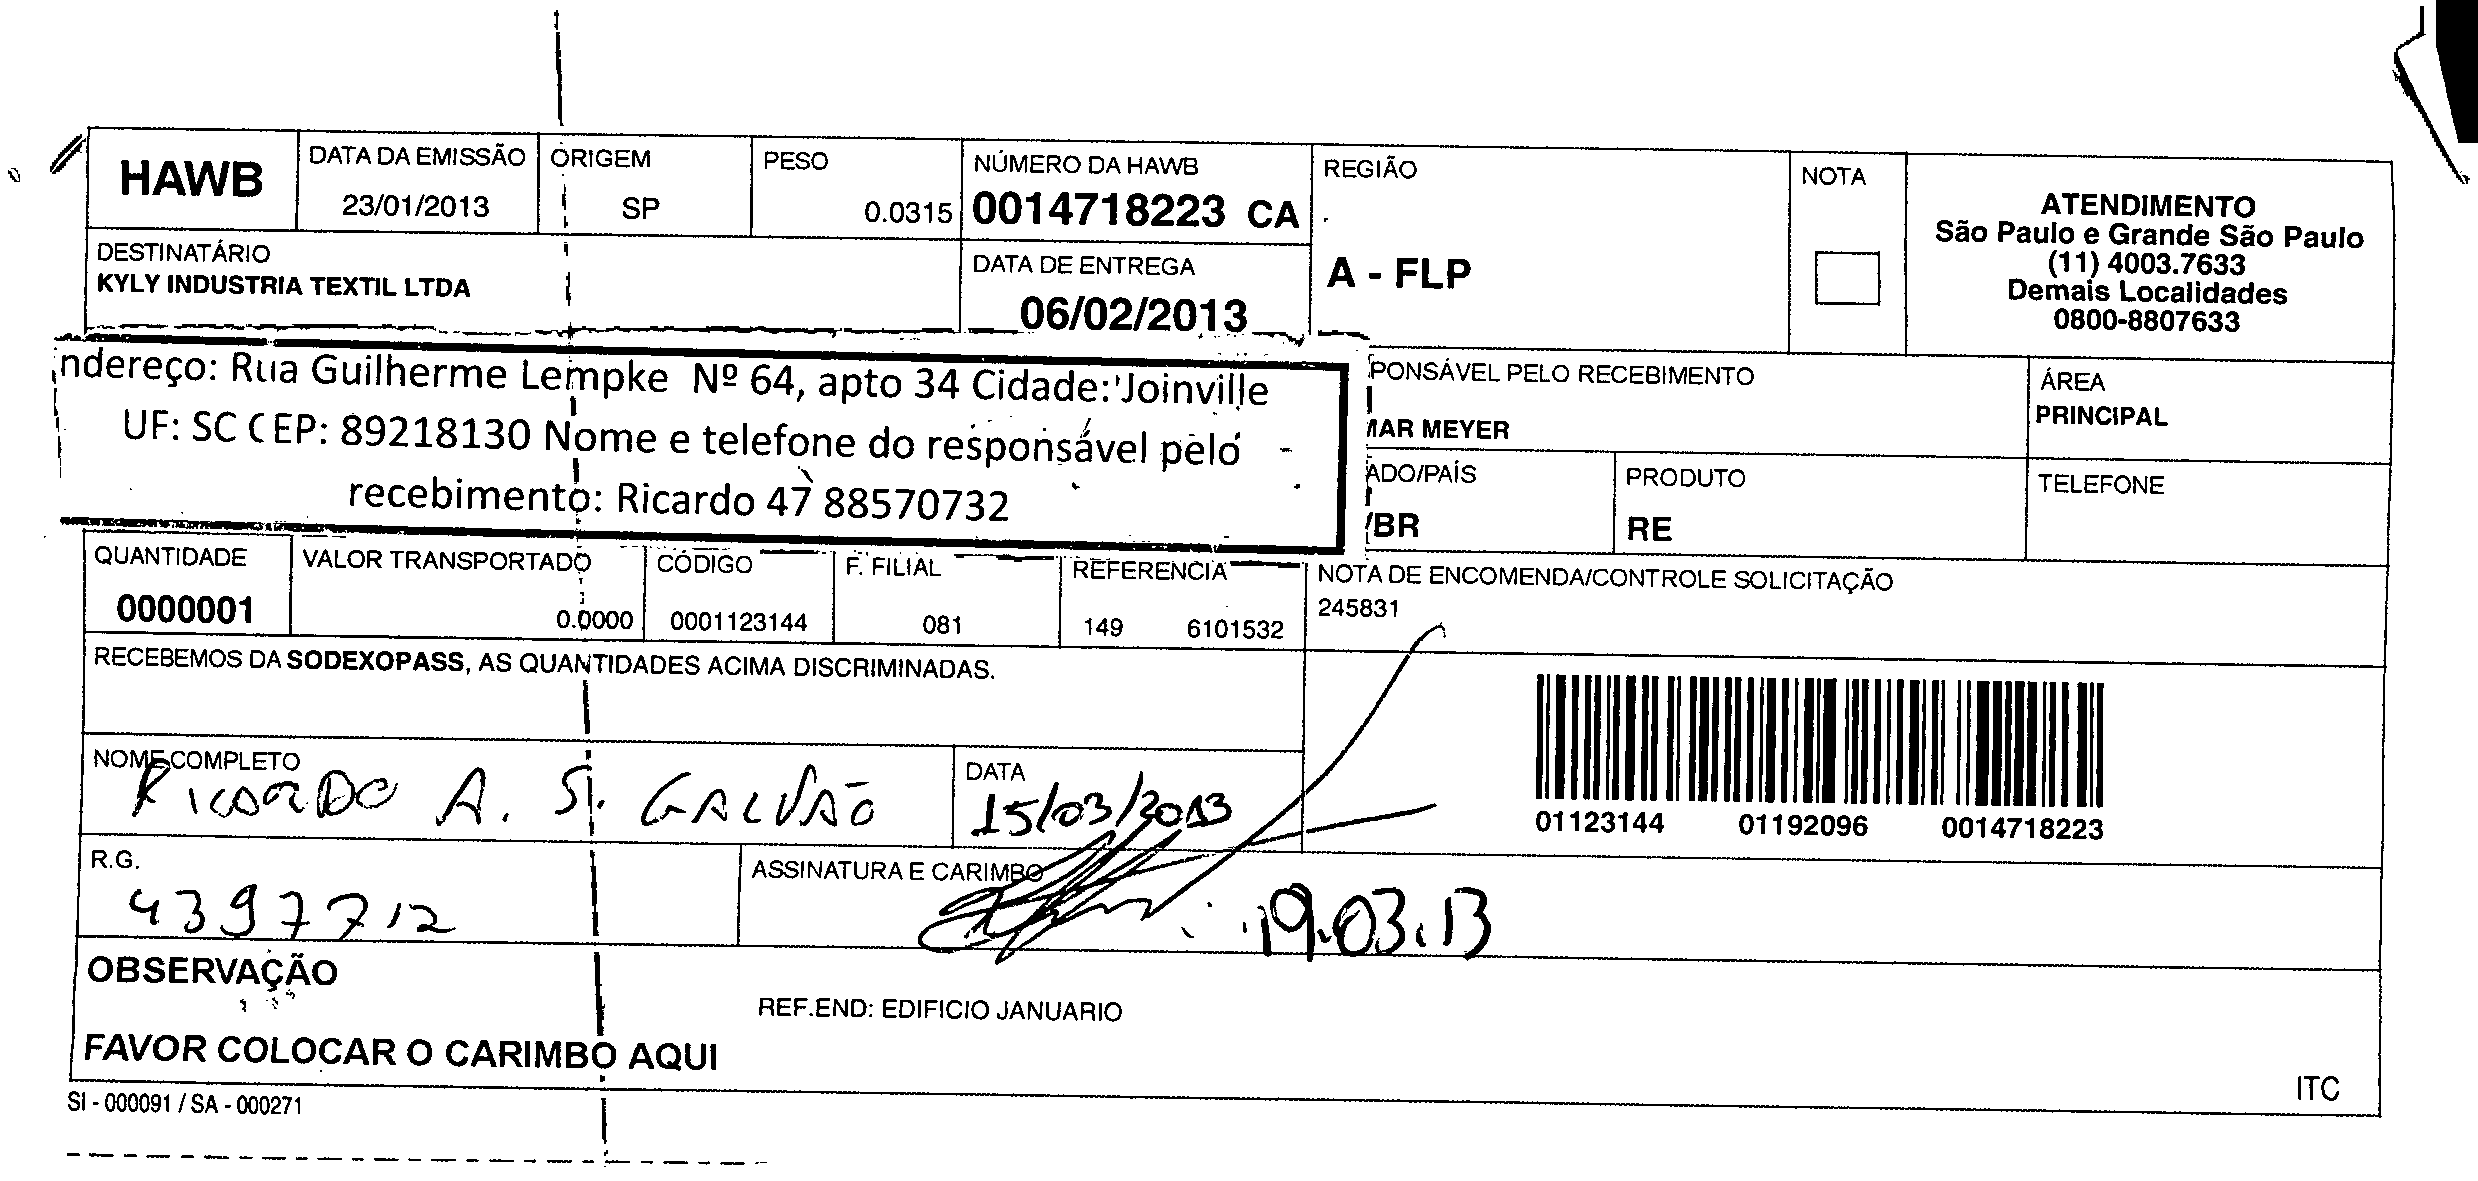 HAWB
DATA DA EMISSÃO
23/01/2013
ORIGEM
SP
PESO
0.0315
NÚMERO DA HAWB
0014718223 CA
REGIÃO
A - FLP
NOTA
ATENDIMENTO
São Paulo e Grande São Paulo
(11) 4003.7633
Demais Localidades
0800-8807633
DESTINATÁRIO
KYLY INDUSTRIA TEXTIL LTDA
DATA DE ENTREGA
06/02/2013
ndereço: Rua Guilherme Lempke Nº 64, apto 34 Cidade: Joinville
UF: SC CEP: 89218130 Nome e telefone do responsável pelo
recebimento: Ricardo 47 88570732
PONSÁVEL PELO RECEBIMENTO
MAR MEYER
ÁREA
PRINCIPAL
ADO/PAÍS
/BR
PRODUTO
RE
TELEFONE
QUANTIDADE
0000001
VALOR TRANSPORTADO
0.0000
CÓDIGO
0001123144
F. FILIAL
081
REFERENCIA
149 6101532
NOTA DE ENCOMENDA/CONTROLE SOLICITAÇÃO
245831
RECEBEMOS DA SODEXOPASS, AS QUANTIDADES ACIMA DISCRIMINADAS.
NOME COMPLETO
RICARDO A. S. GALVÃO
DATA
15/03/2013
01123144 01192096 0014718223
R.G.
4397712
ASSINATURA E CARIMBO
19.03.13
OBSERVAÇÃO
REF.END: EDIFICIO JANUARIO
FAVOR COLOCAR O CARIMBO AQUI
ITC
SI - 000091 / SA - 000271